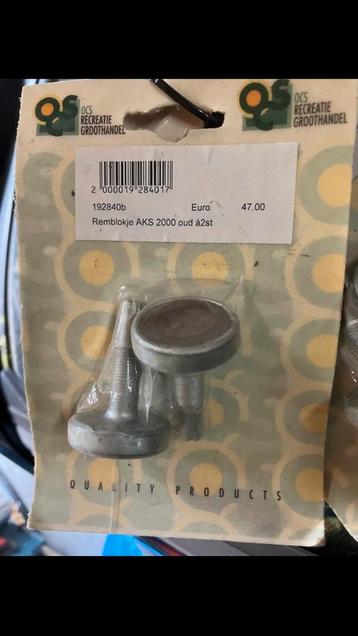 OCS
RECREATIE
GROOTHANDEL
OCS
RECREATIE
GROOTHANDEL
2 000019 284017
192840b Euro 47.00
Remblokje AKS 2000 oud à2st
QUALITY PRODUCTS